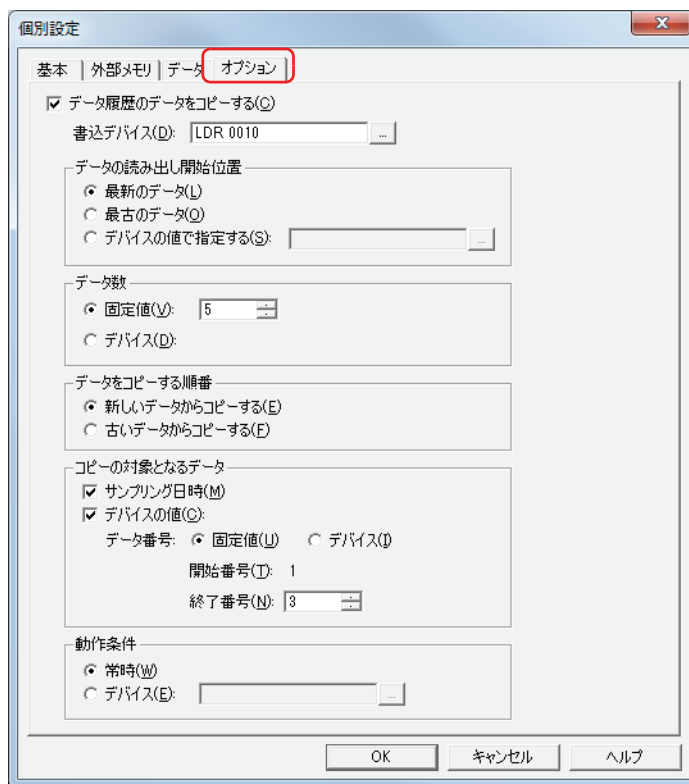 個別設定
基本 外部メモリ データ オプション
データ履歴のデータをコピーする(C)
書込デバイス(D): LDR 0010 ...
データの読み出し開始位置
最新のデータ(L)
最古のデータ(O)
デバイスの値で指定する(S): ...
データ数
固定値(V): 5
デバイス(D):
データをコピーする順番
新しいデータからコピーする(E)
古いデータからコピーする(F)
コピーの対象となるデータ
サンプリング日時(M)
デバイスの値(C):
データ番号: 固定値(U) デバイス(I)
開始番号(T): 1
終了番号(N): 3
動作条件
常時(W)
デバイス(E): ...
OK キャンセル ヘルプ